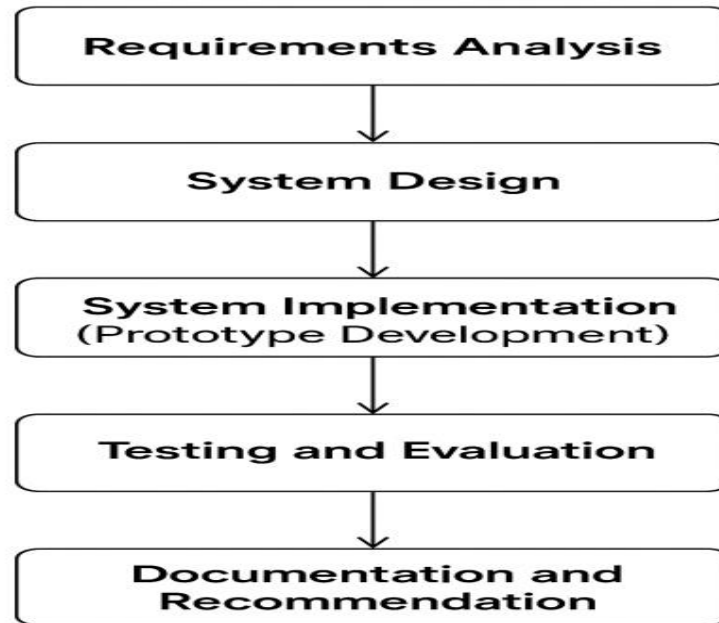 Requirements Analysis
System Design
System Implementation
(Prototype Development)
Testing and Evaluation
Documentation and
Recommendation